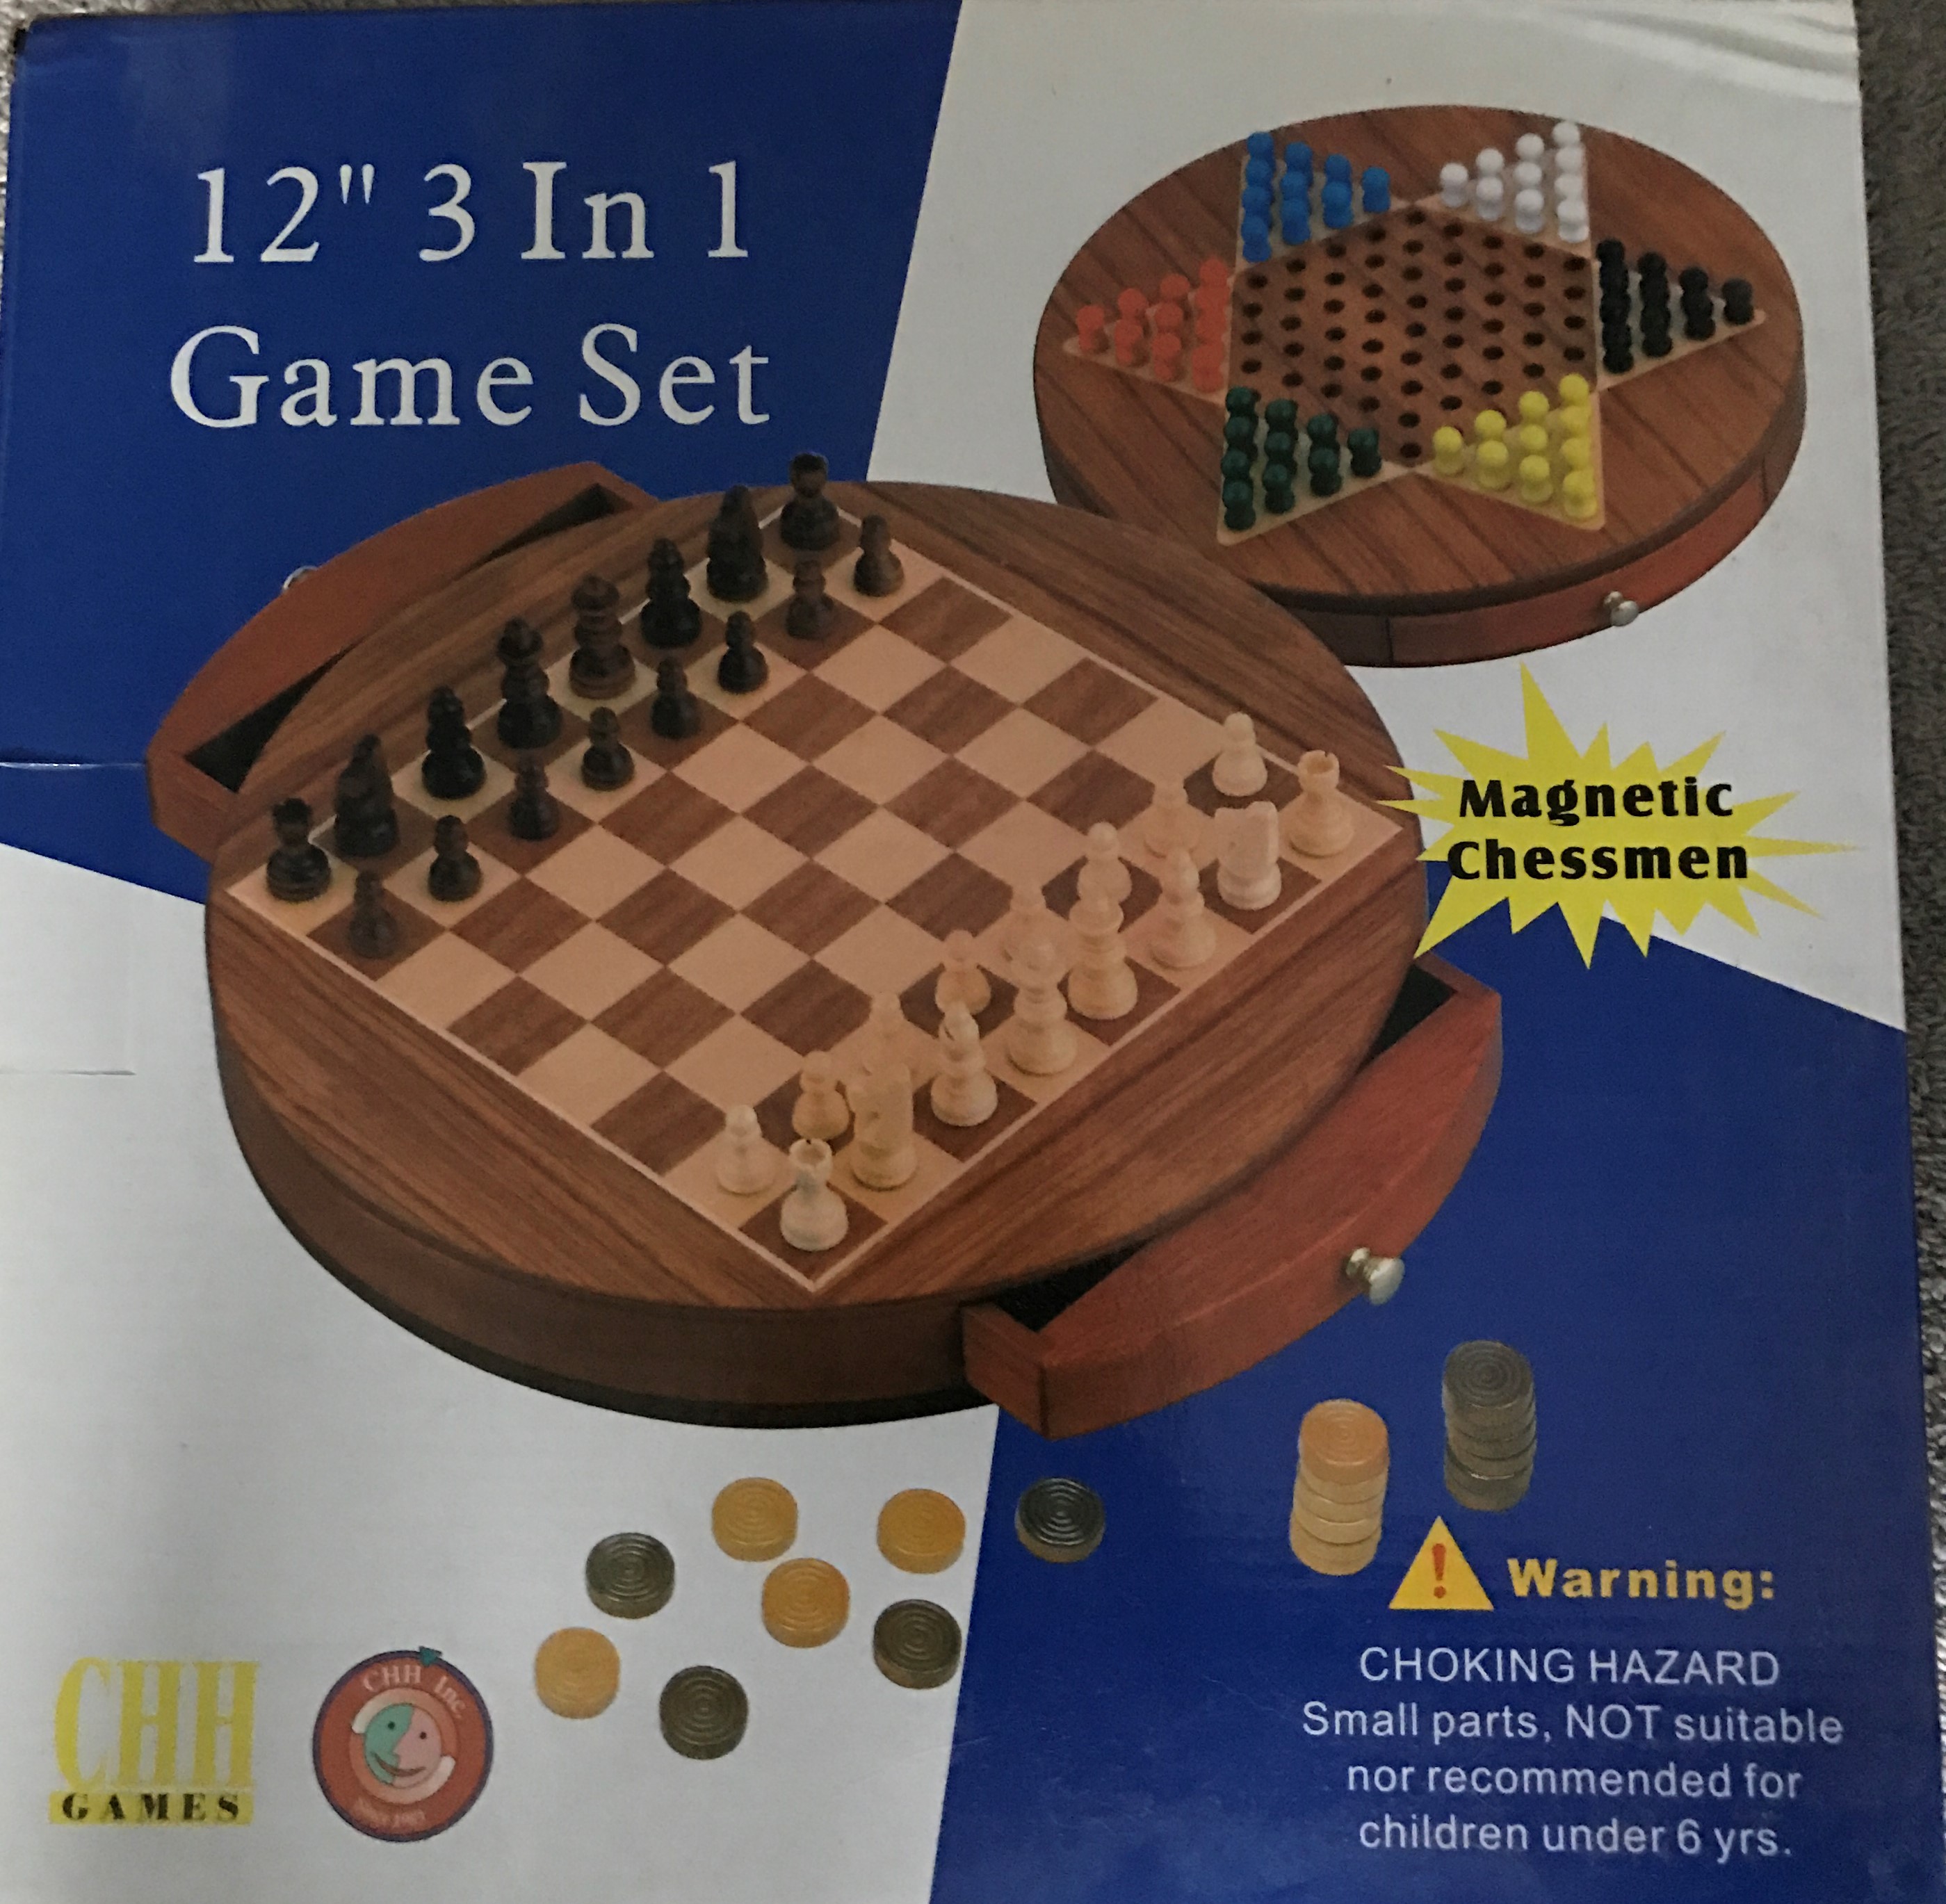 12" 3 In 1
Game Set
Magnetic
Chessmen
Warning:
CHOKING HAZARD
Small parts, NOT suitable
nor recommended for
children under 6 yrs.
CHH
GAMES
CHH Inc.